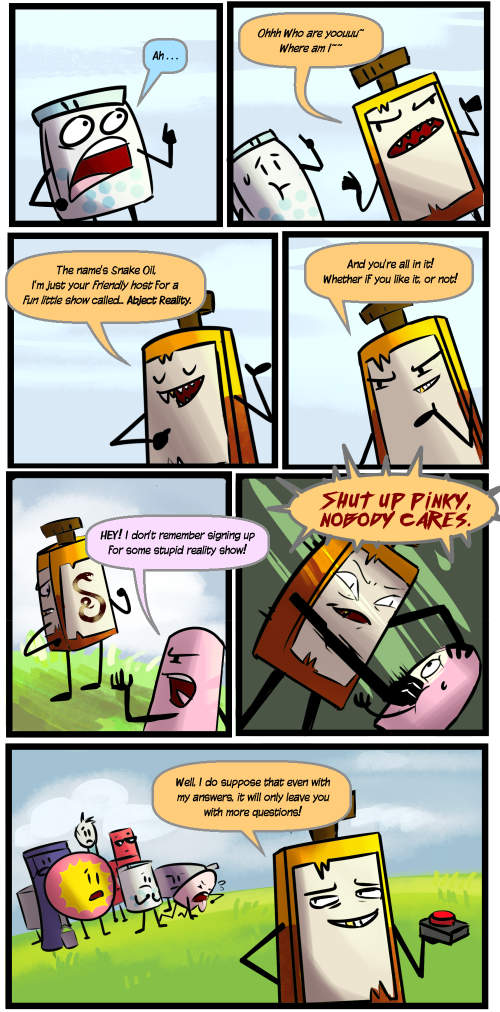 Ah . . .
Ohhh Who are yoouuu~
Where am I~~
The name's Snake Oil,
I'm just your friendly host for a
fun little show called... Abject Reality.
And you're all in it!
Whether if you like it, or not!
HEY! I don't remember signing up
for some stupid reality show!
SHUT UP PINKY,
NOBODY CARES.
Well, I do suppose that even with
my answers, it will only leave you
with more questions!